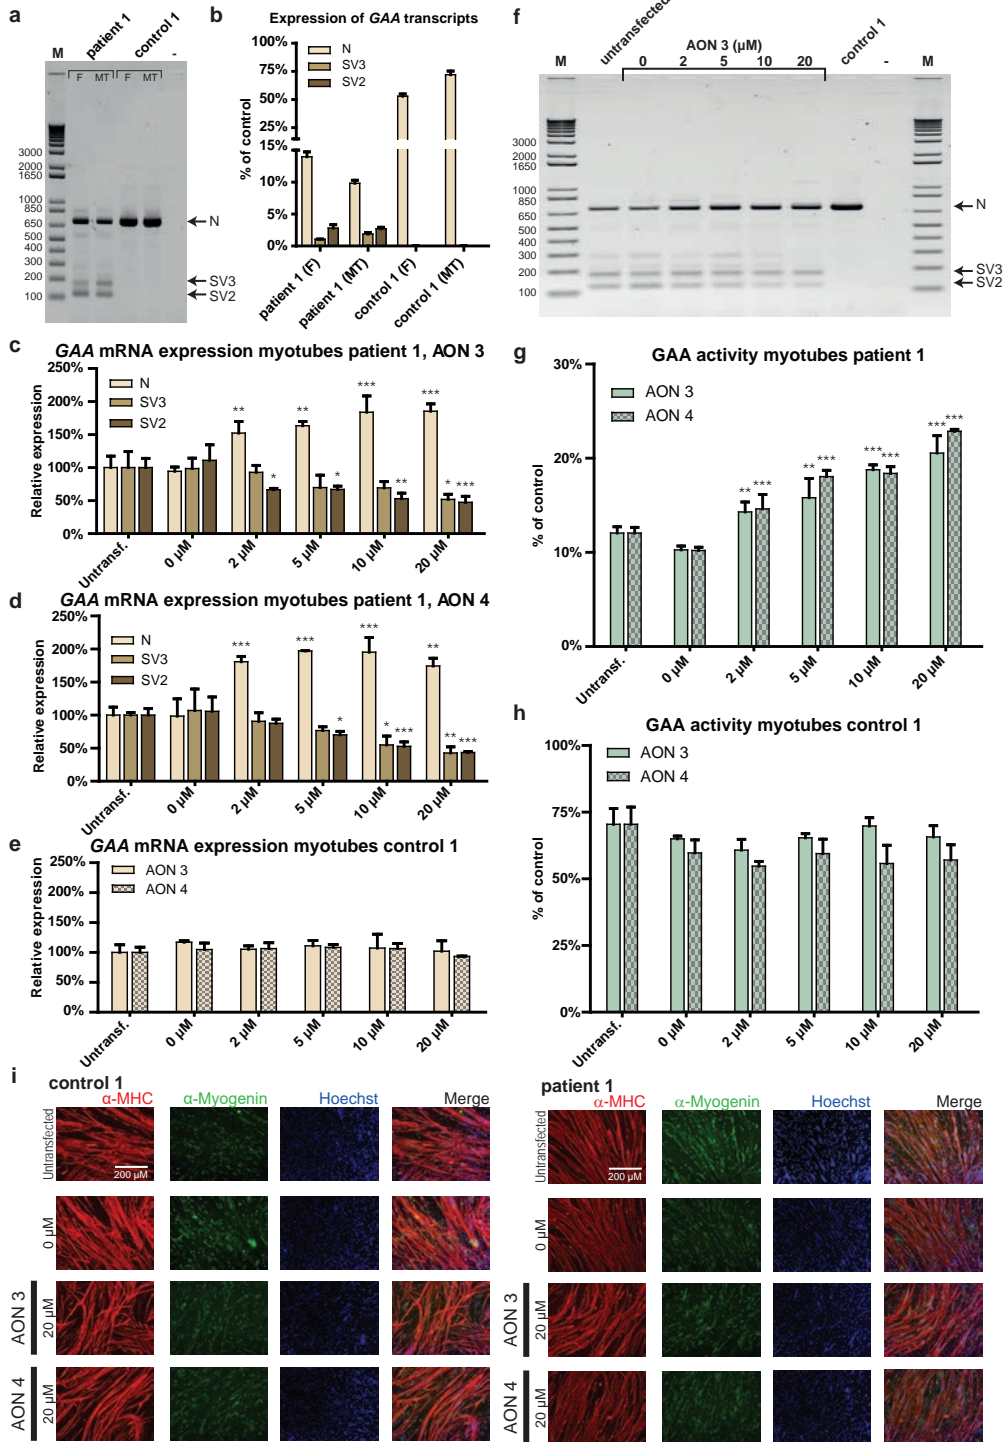 a
patient 1
control 1
M
-
F MT F MT
3000
2000
1650
1000
850
650
500
400
300
200
100
N
SV3
SV2
b
Expression of GAA transcripts
% of control
100%
75%
50%
25%
15%
10%
5%
0%
N
SV3
SV2
patient 1 (F)
patient 1 (MT)
control 1 (F)
control 1 (MT)
f
untransfected
AON 3 (µM)
control 1
M
0 2 5 10 20
-
M
3000
2000
1650
1000
850
650
500
400
300
200
100
N
SV3
SV2
c
GAA mRNA expression myotubes patient 1, AON 3
Relative expression
250%
200%
150%
100%
50%
0%
N
SV3
SV2
** * ** * *** ** *** * ***
Untransf.
0 µM
2 µM
5 µM
10 µM
20 µM
d
GAA mRNA expression myotubes patient 1, AON 4
Relative expression
250%
200%
150%
100%
50%
0%
N
SV3
SV2
*** *** * *** * *** ** ** ***
Untransf.
0 µM
2 µM
5 µM
10 µM
20 µM
e
GAA mRNA expression myotubes control 1
Relative expression
250%
200%
150%
100%
50%
0%
AON 3
AON 4
Untransf.
0 µM
2 µM
5 µM
10 µM
20 µM
g
GAA activity myotubes patient 1
% of control
30%
20%
10%
0%
AON 3
AON 4
** *** ** *** *** *** *** ***
Untransf.
0 µM
2 µM
5 µM
10 µM
20 µM
h
GAA activity myotubes control 1
% of control
100%
75%
50%
25%
0%
AON 3
AON 4
Untransf.
0 µM
2 µM
5 µM
10 µM
20 µM
i
control 1
α-MHC α-Myogenin Hoechst Merge
Untransfected
200 µM
0 µM
AON 3
20 µM
AON 4
20 µM
patient 1
α-MHC α-Myogenin Hoechst Merge
Untransfected
200 µM
0 µM
AON 3
20 µM
AON 4
20 µM